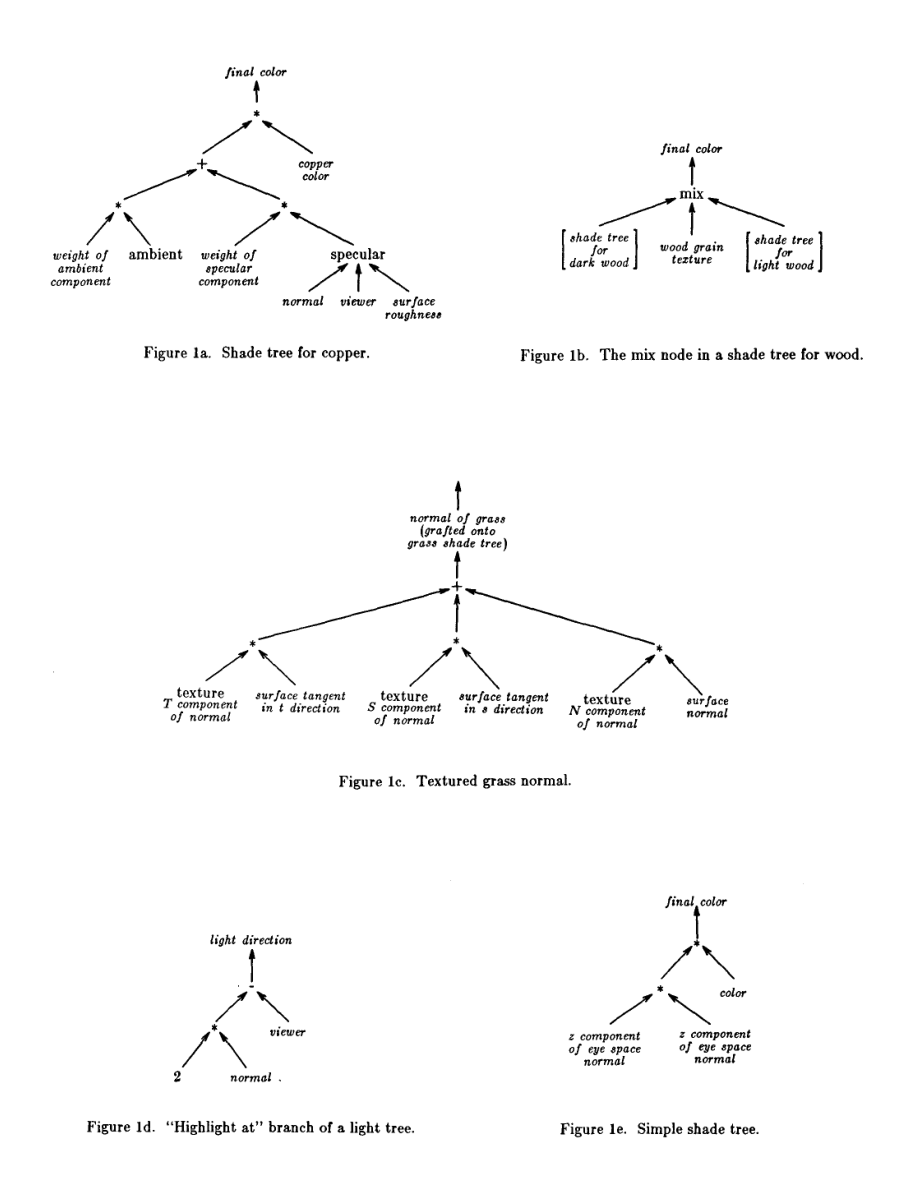 final color
*
+
copper
color
*
*
weight of
ambient
component
ambient
weight of
specular
component
specular
normal
viewer
surface
roughness
Figure 1a. Shade tree for copper.
final color
mix
[shade tree
for
dark wood]
wood grain
texture
[shade tree
for
light wood]
Figure 1b. The mix node in a shade tree for wood.
normal of grass
(grafted onto
grass shade tree)
+
*
*
*
texture
T component
of normal
surface tangent
in t direction
texture
S component
of normal
surface tangent
in s direction
texture
N component
of normal
surface
normal
Figure 1c. Textured grass normal.
light direction
-
*
viewer
2
normal .
Figure 1d. “Highlight at” branch of a light tree.
final color
*
*
color
z component
of eye space
normal
z component
of eye space
normal
Figure 1e. Simple shade tree.